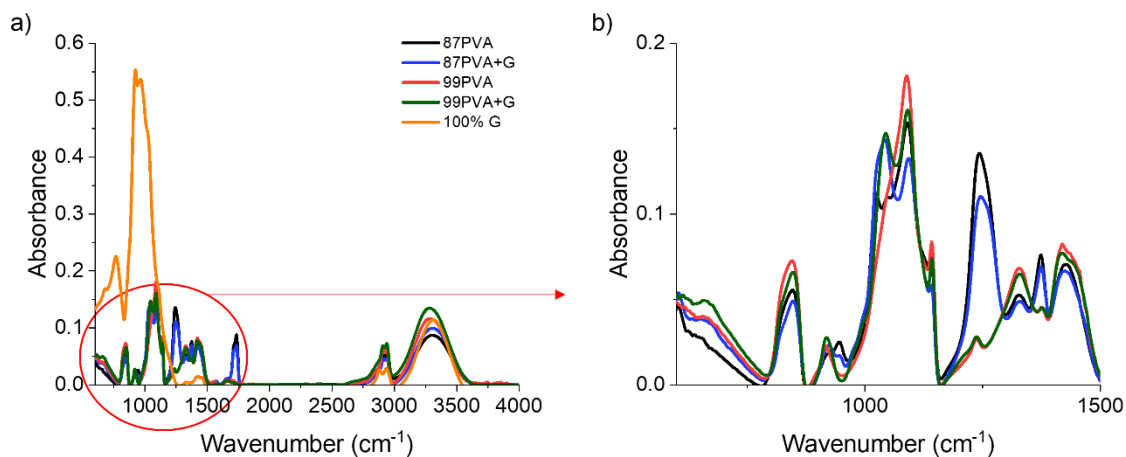 a)
0.6
0.5
0.4
0.3
0.2
0.1
0.0
Absorbance
1000 1500 2000 2500 3000 3500 4000
Wavenumber (cm⁻¹)
87PVA
87PVA+G
99PVA
99PVA+G
100% G
b)
0.2
0.1
0.0
Absorbance
1000 1500
Wavenumber (cm⁻¹)